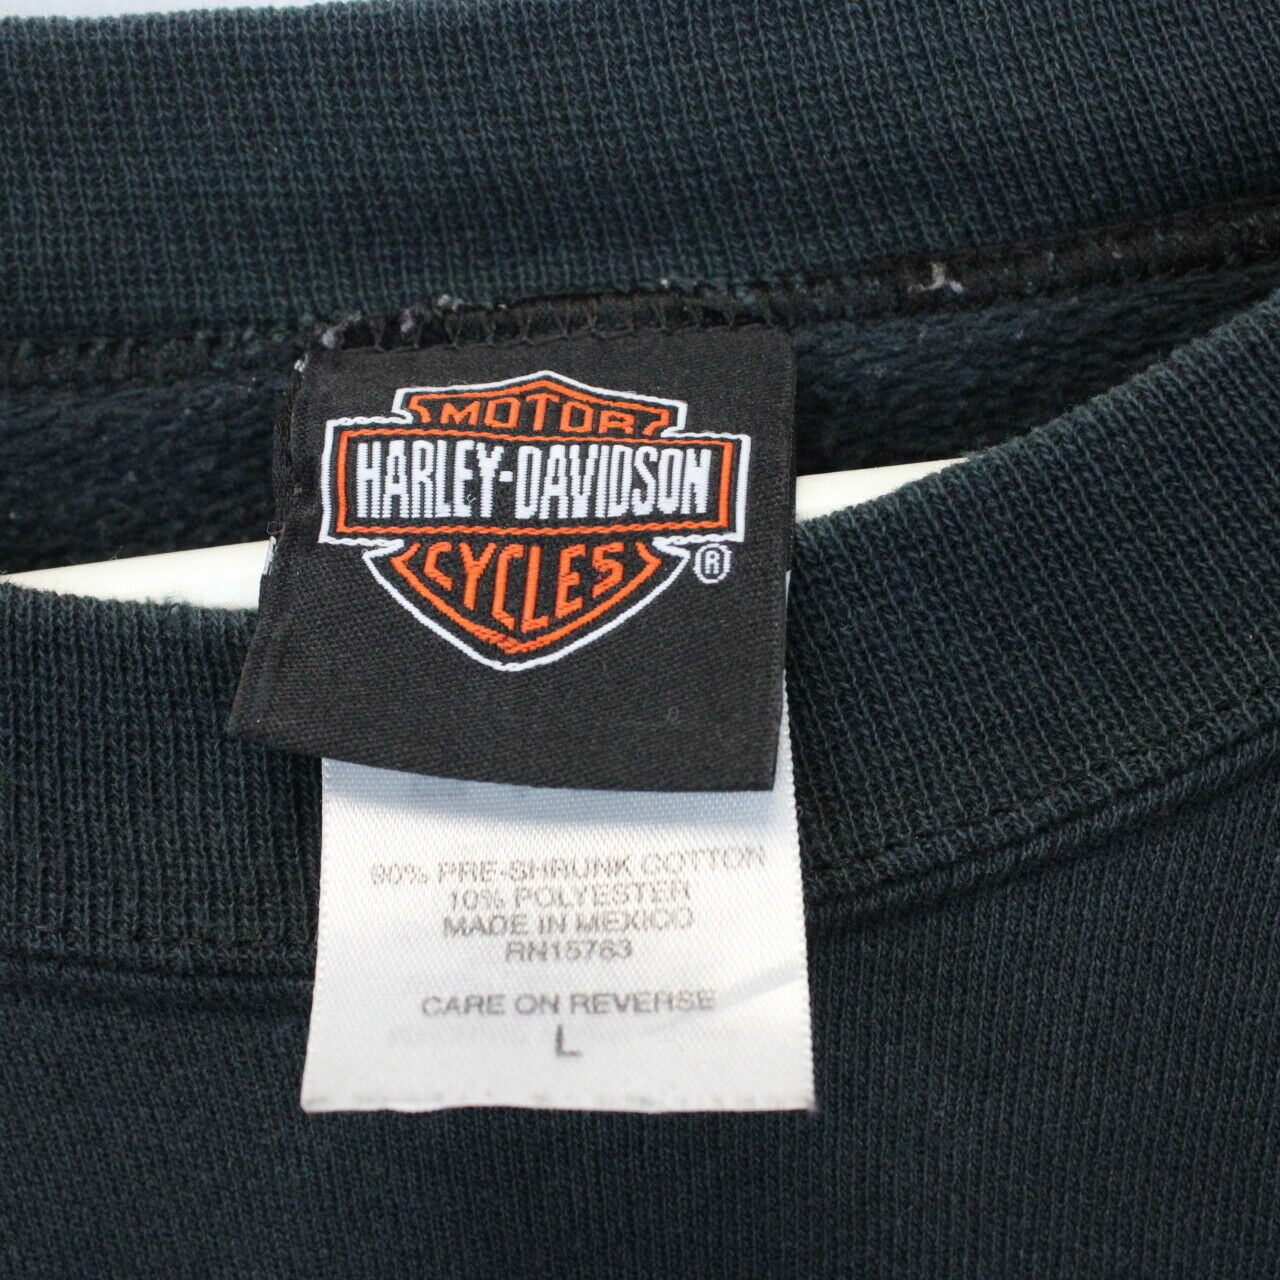 MOTOR
HARLEY-DAVIDSON
CYCLES
®
90% PRE-SHRUNK COTTON
10% POLYESTER
MADE IN MEXICO
RN15763
CARE ON REVERSE
L